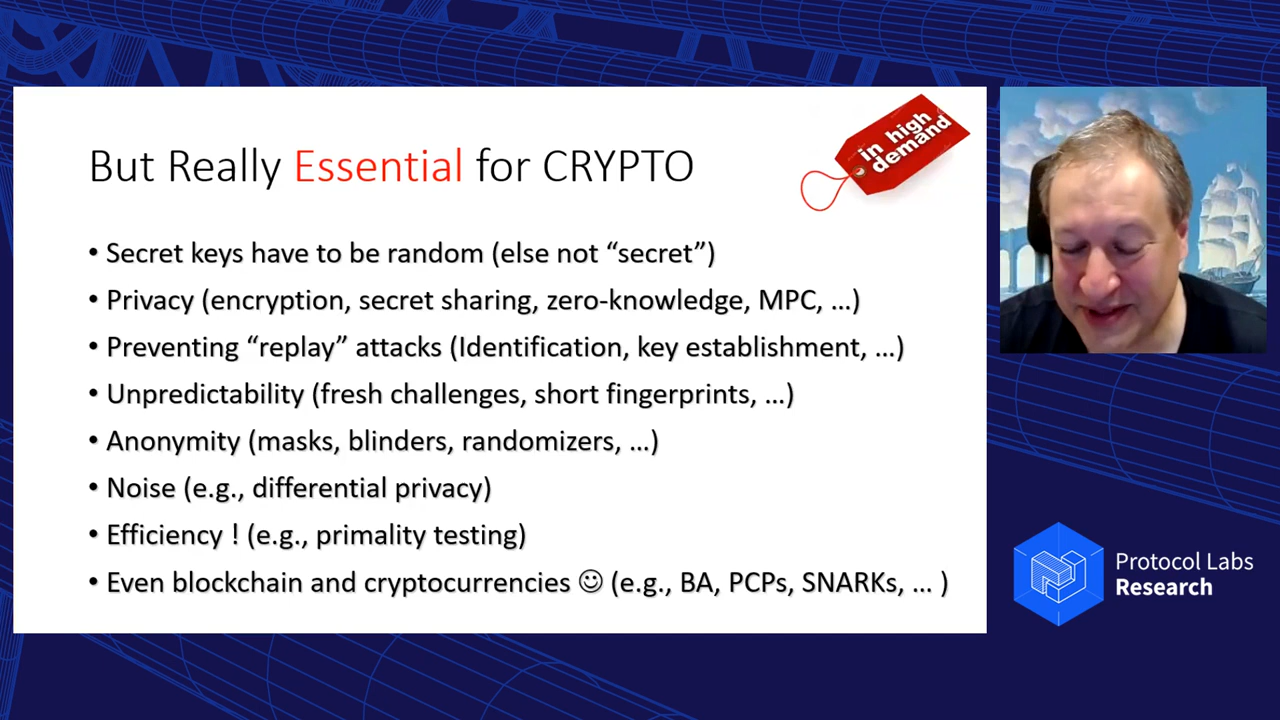 in high
demand
But Really Essential for CRYPTO
• Secret keys have to be random (else not “secret”)
• Privacy (encryption, secret sharing, zero-knowledge, MPC, …)
• Preventing “replay” attacks (Identification, key establishment, …)
• Unpredictability (fresh challenges, short fingerprints, …)
• Anonymity (masks, blinders, randomizers, …)
• Noise (e.g., differential privacy)
• Efficiency ! (e.g., primality testing)
• Even blockchain and cryptocurrencies ☺ (e.g., BA, PCPs, SNARKs, … )
Protocol Labs
Research